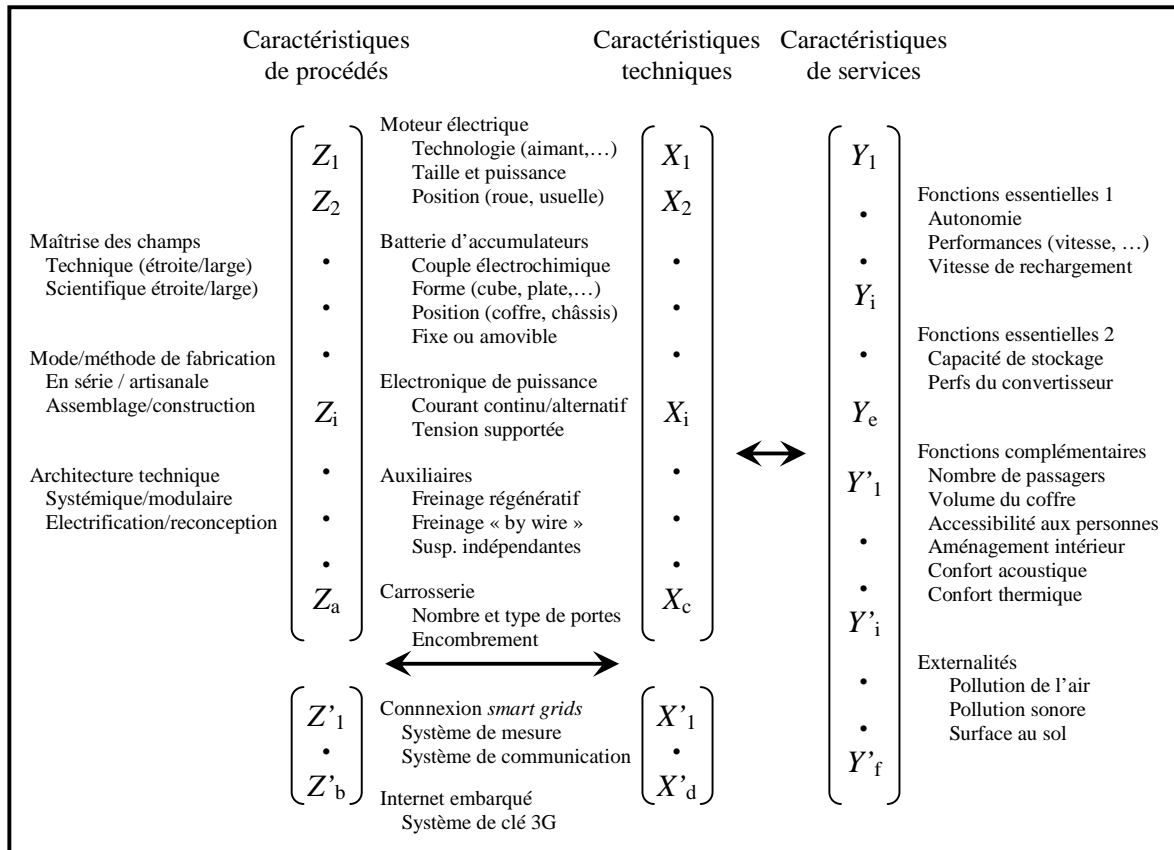 Caractéristiques
de procédés
Caractéristiques
techniques
Caractéristiques
de services
Maîtrise des champs
Technique (étroite/large)
Scientifique étroite/large)
Mode/méthode de fabrication
En série / artisanale
Assemblage/construction
Architecture technique
Systémique/modulaire
Electrification/reconception
Z1
Z2
Zi
Za
Z'1
Z'b
Moteur électrique
Technologie (aimant,…)
Taille et puissance
Position (roue, usuelle)
Batterie d'accumulateurs
Couple électrochimique
Forme (cube, plate,…)
Position (coffre, châssis)
Fixe ou amovible
Electronique de puissance
Courant continu/alternatif
Tension supportée
Auxiliaires
Freinage régénératif
Freinage « by wire »
Susp. indépendantes
Carrosserie
Nombre et type de portes
Encombrement
Connnexion smart grids
Système de mesure
Système de communication
Internet embarqué
Système de clé 3G
X1
X2
Xi
Xc
X'1
X'd
Y1
Yi
Ye
Y'1
Y'i
Y'f
Fonctions essentielles 1
Autonomie
Performances (vitesse, …)
Vitesse de rechargement
Fonctions essentielles 2
Capacité de stockage
Perfs du convertisseur
Fonctions complémentaires
Nombre de passagers
Volume du coffre
Accessibilité aux personnes
Aménagement intérieur
Confort acoustique
Confort thermique
Externalités
Pollution de l'air
Pollution sonore
Surface au sol